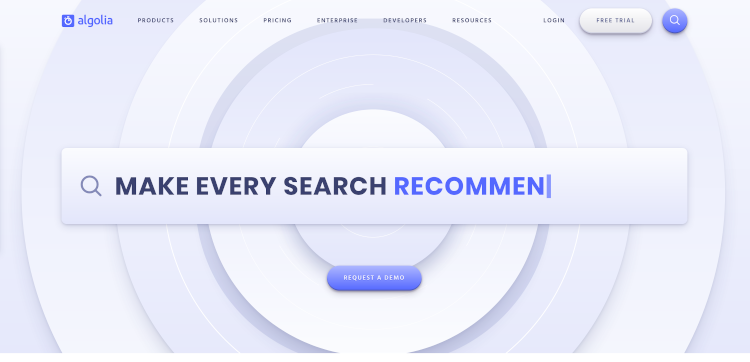 algolia
PRODUCTS
SOLUTIONS
PRICING
ENTERPRISE
DEVELOPERS
RESOURCES
LOGIN
FREE TRIAL
MAKE EVERY SEARCH RECOMMEN
REQUEST A DEMO